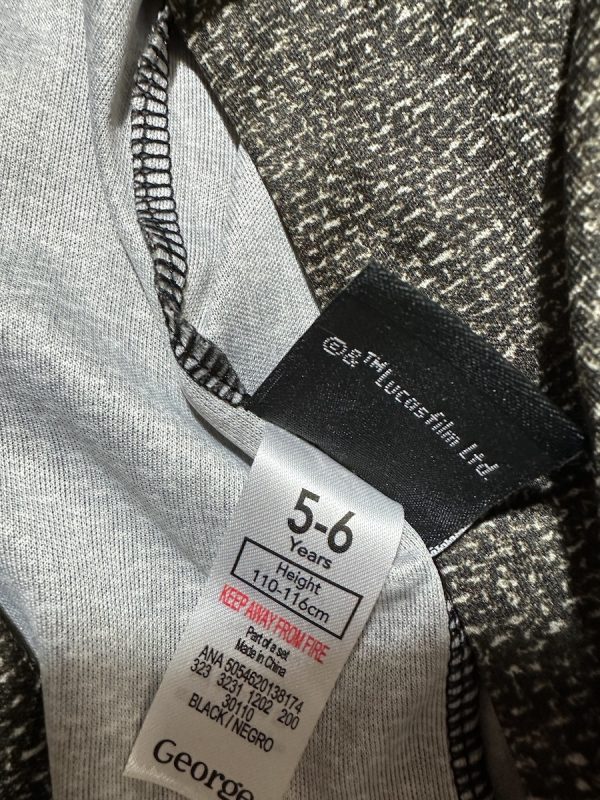 ©&™Lucasfilm Ltd.
5-6
Years
Height
110-116cm
KEEP AWAY FROM FIRE
Part of a set
Made in China
ANA 5054620138174
323 3231 1202 200
30110
BLACK / NEGRO
George